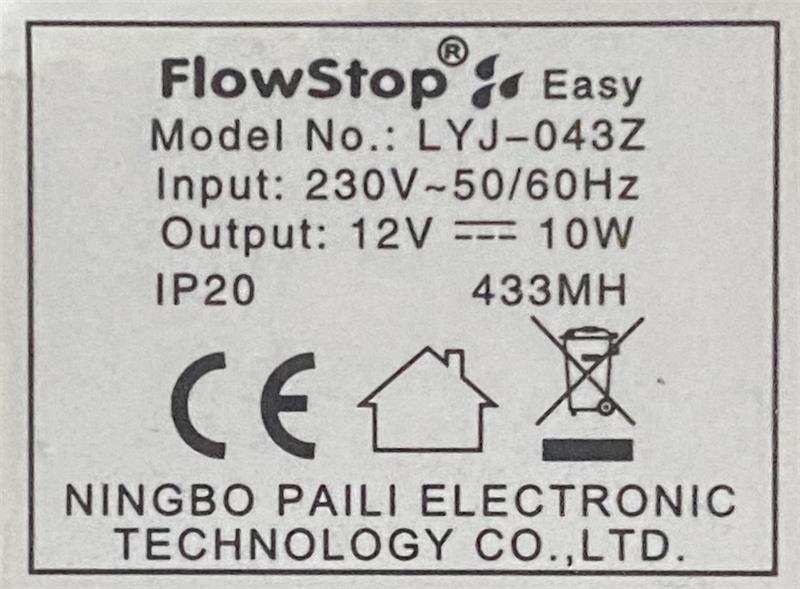 FlowStop® Easy
Model No.: LYJ-043Z
Input: 230V~50/60Hz
Output: 12V ⎓ 10W
IP20 433MH
CE
NINGBO PAILI ELECTRONIC
TECHNOLOGY CO.,LTD.